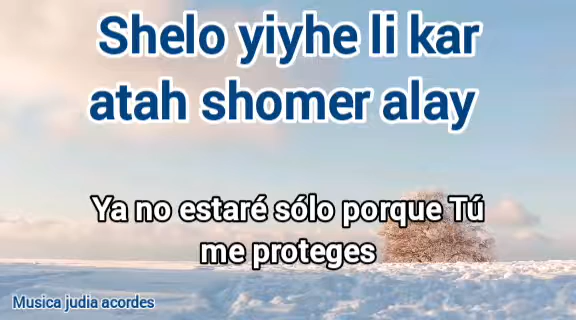 Shelo yiyhe li kar
atah shomer alay
Ya no estaré sólo porque Tú
me proteges
Musica judia acordes